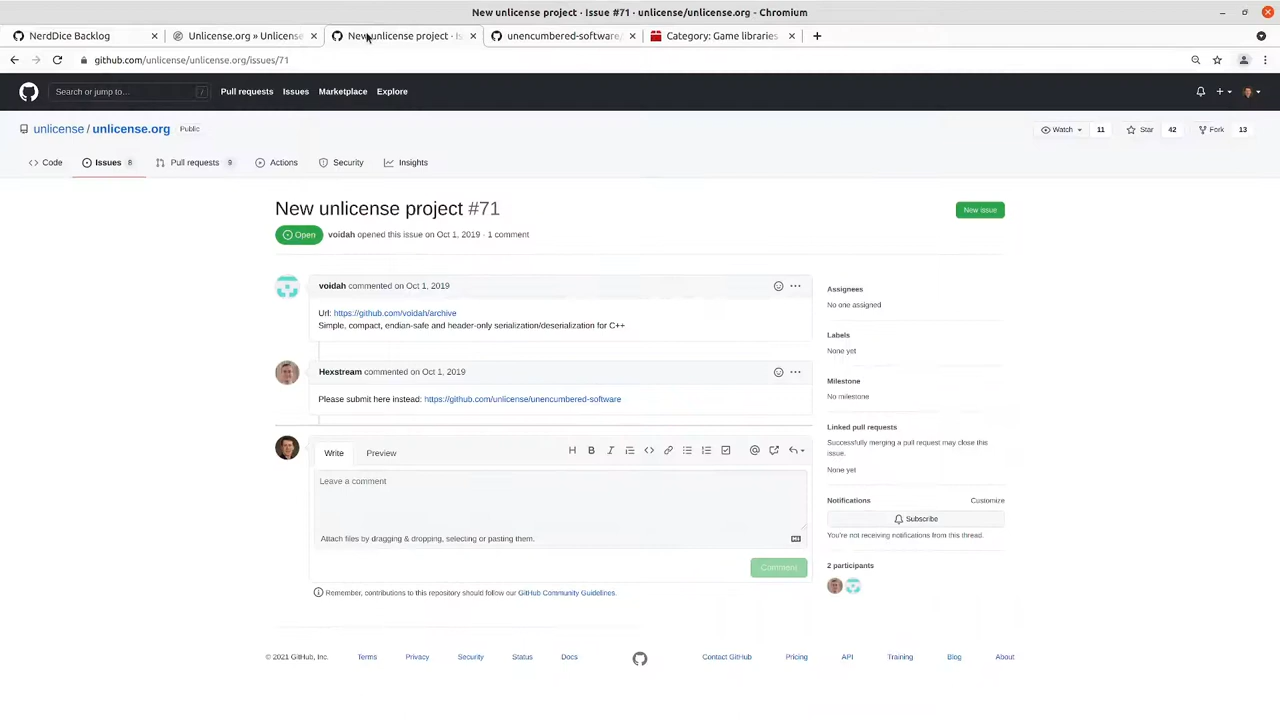 New unlicense project · Issue #71 · unlicense/unlicense.org - Chromium
NerdDice Backlog
Unlicense.org » Unlicense
New unlicense project · Is
unencumbered-software/
Category: Game libraries
github.com/unlicense/unlicense.org/issues/71
Search or jump to...
/
Pull requests
Issues
Marketplace
Explore
unlicense / unlicense.org
Public
Watch
11
Star
42
Fork
13
Code
Issues 8
Pull requests 9
Actions
Security
Insights
New unlicense project #71
New issue
Open
voidah opened this issue on Oct 1, 2019 · 1 comment
voidah commented on Oct 1, 2019
Url: https://github.com/voidah/archive
Simple, compact, endian-safe and header-only serialization/deserialization for C++
Hexstream commented on Oct 1, 2019
Please submit here instead: https://github.com/unlicense/unencumbered-software
Write
Preview
Leave a comment
Attach files by dragging & dropping, selecting or pasting them.
Comment
Remember, contributions to this repository should follow our GitHub Community Guidelines.
Assignees
No one assigned
Labels
None yet
Milestone
No milestone
Linked pull requests
Successfully merging a pull request may close this
issue.
None yet
Notifications
Customize
Subscribe
You're not receiving notifications from this thread.
2 participants
© 2021 GitHub, Inc.
Terms
Privacy
Security
Status
Docs
Contact GitHub
Pricing
API
Training
Blog
About